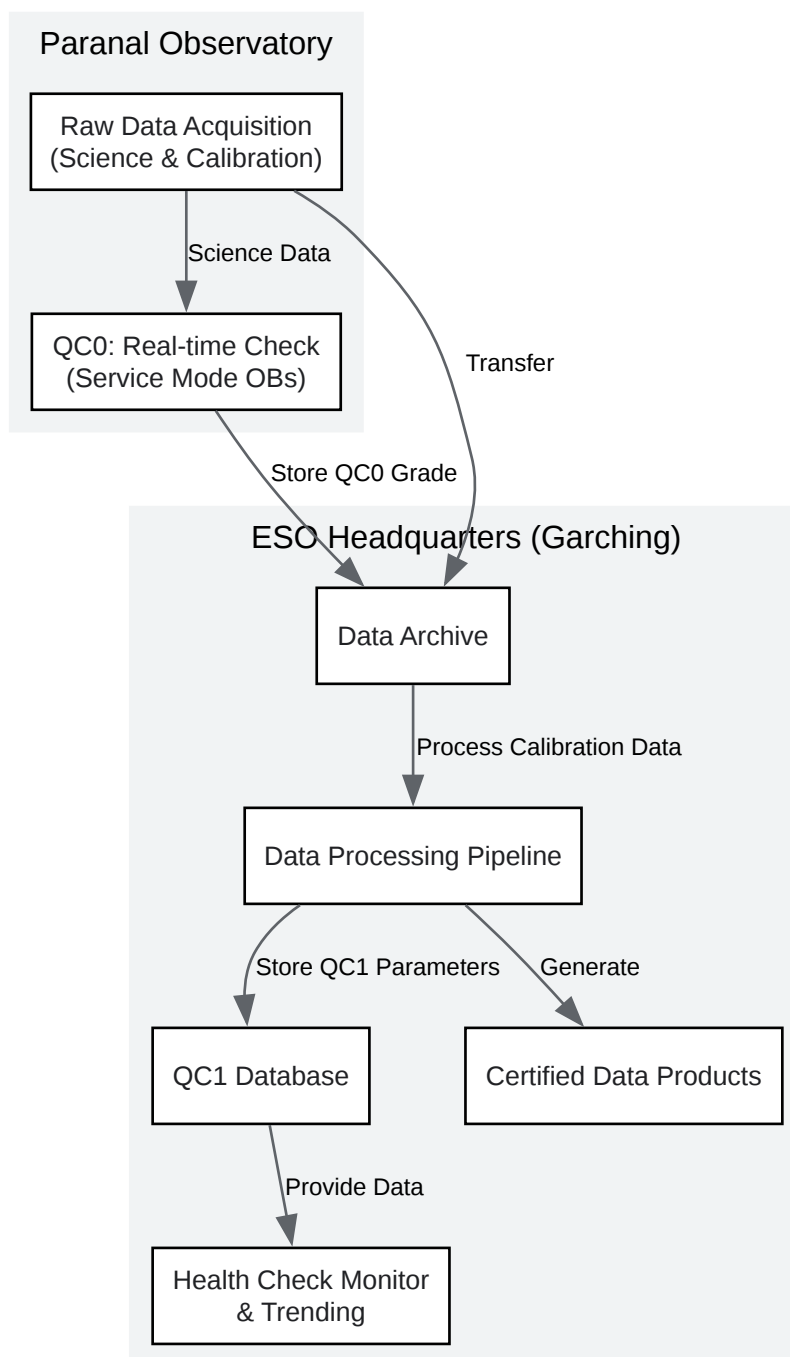 Paranal Observatory
Raw Data Acquisition
(Science & Calibration)
Science Data
QC0: Real-time Check
(Service Mode OBs)
Transfer
Store QC0 Grade
ESO Headquarters (Garching)
Data Archive
Process Calibration Data
Data Processing Pipeline
Store QC1 Parameters
Generate
QC1 Database
Certified Data Products
Provide Data
Health Check Monitor
& Trending